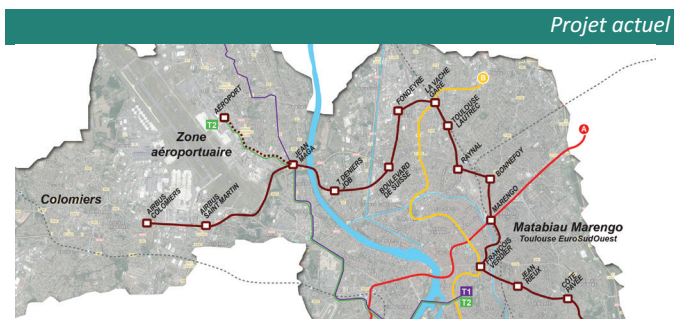 Projet actuel
B
FONDEYRE
LA VACHE
GARE
AÉROPORT
TOULOUSE
LAUTREC
T2
A
Zone
aéroportuaire
JEAN
MAGA
7 DENIERS
JOB
BOULEVARD
DE SUISSE
RAYNAL
BONNEFOY
Colomiers
MARENGO
AIRBUS
COLOMIERS
AIRBUS
SAINT MARTIN
Matabiau Marengo
Toulouse EuroSudOuest
FRANÇOIS
VERDIER
JEAN
RIEUX
CÔTE
PAVÉE
T1
T2